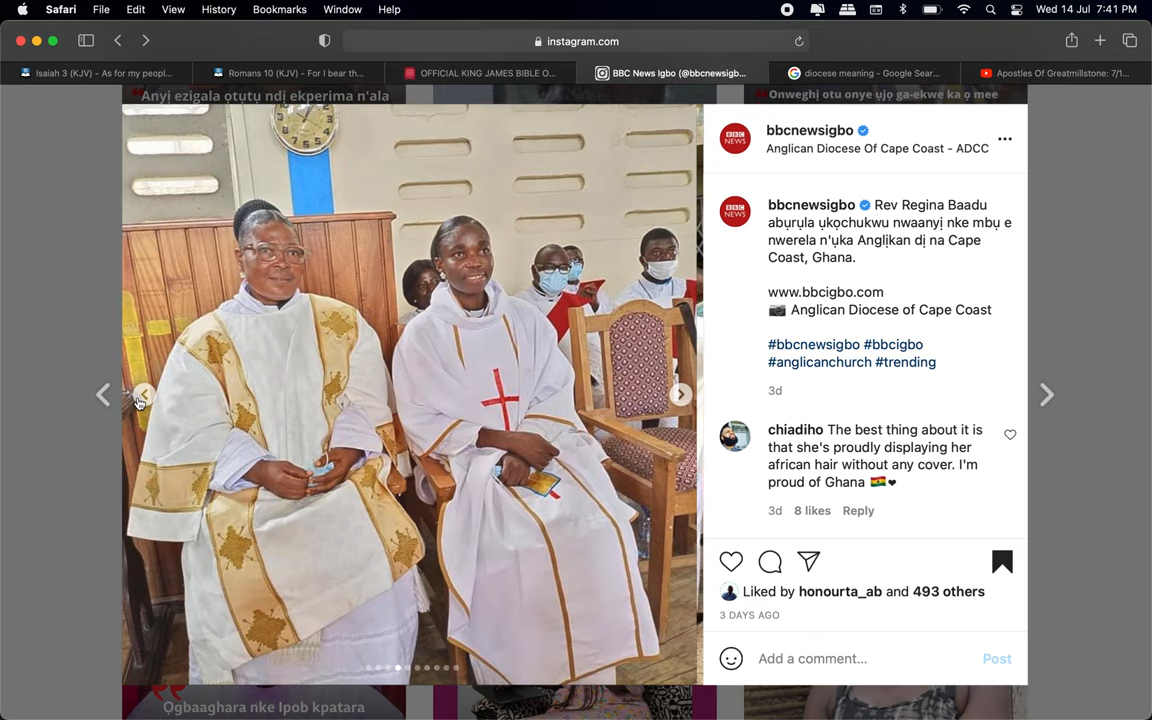 Safari File Edit View History Bookmarks Window Help Wed 14 Jul 7:41 PM
instagram.com
Isaiah 3 (KJV) - As for my peopl...
Romans 10 (KJV) - For I bear th...
OFFICIAL KING JAMES BIBLE O...
BBC News Igbo (@bbcnewsigb...
diocese meaning - Google Sear...
Apostles Of Greatmillstone: 7/1...
Anyị ezigala otutu ndị ekperima n'ala
Onweghị otu onye ụjọ ga-ekwe ka ọ mee
BBC
NEWS
bbcnewsigbo
Anglican Diocese Of Cape Coast - ADCC
BBC
NEWS
bbcnewsigbo Rev Regina Baadu
abụrụla ụkọchukwu nwaanyị nke mbụ e
nwerela n'ụka Anglịkan dị na Cape
Coast, Ghana.
www.bbcigbo.com
📷 Anglican Diocese of Cape Coast
#bbcnewsigbo #bbcigbo
#anglicanchurch #trending
3d
chiadiho The best thing about it is
that she's proudly displaying her
african hair without any cover. I'm
proud of Ghana 🇬🇭❤
3d 8 likes Reply
Liked by honourta_ab and 493 others
3 DAYS AGO
Add a comment... Post
Ọgbaaghara nke Ipob kpatara